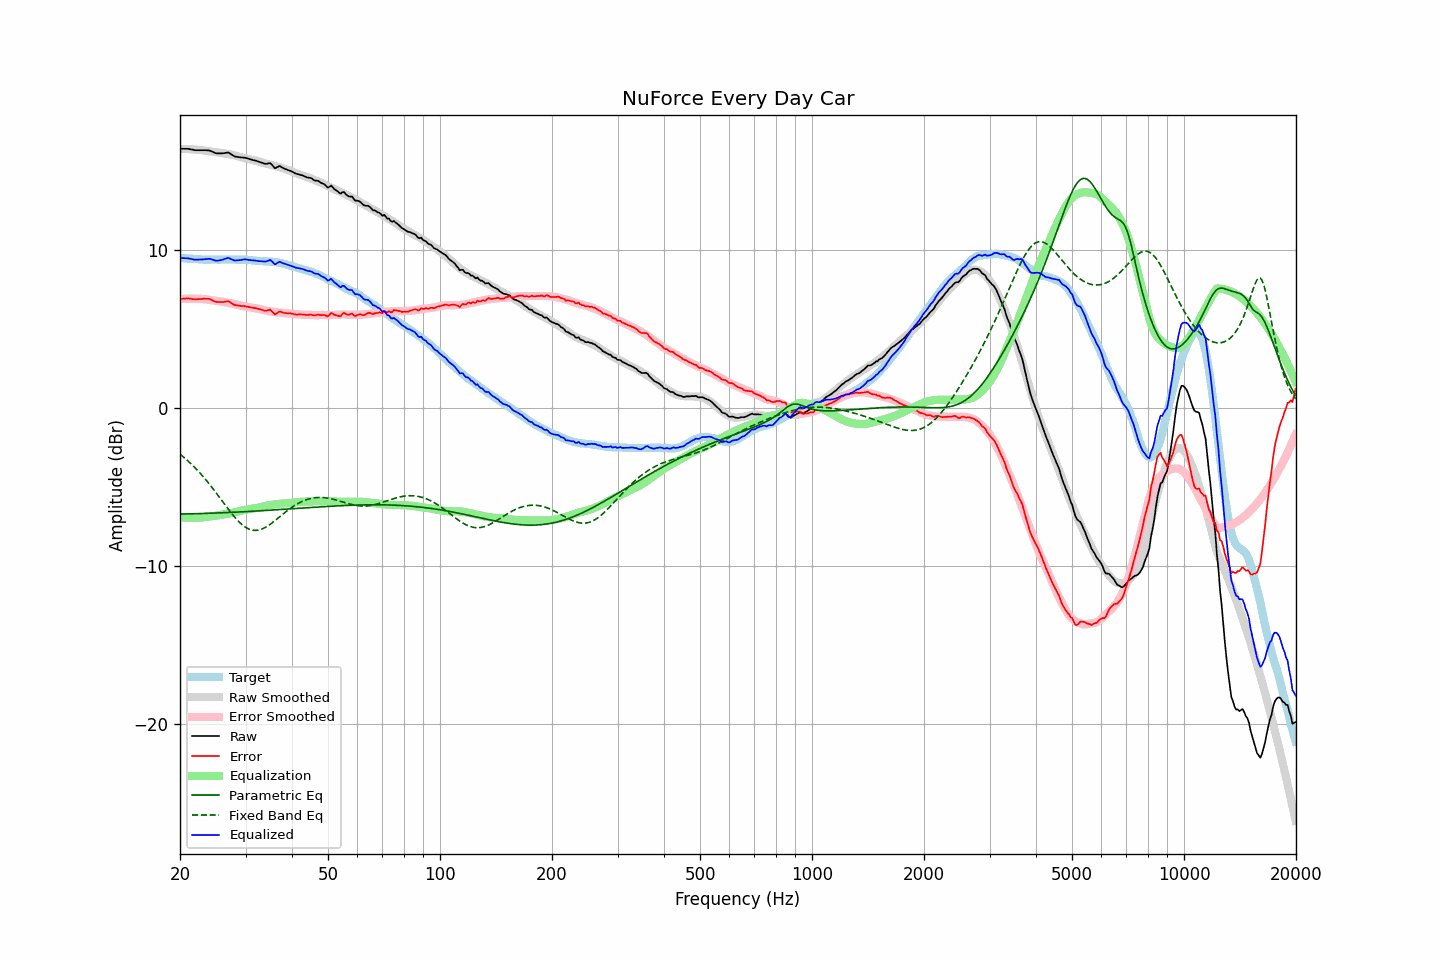 NuForce Every Day Car
Amplitude (dBr)
10
0
−10
−20
Target
Raw Smoothed
Error Smoothed
Raw
Error
Equalization
Parametric Eq
Fixed Band Eq
Equalized
20 50 100 200 500 1000 2000 5000 10000 20000
Frequency (Hz)